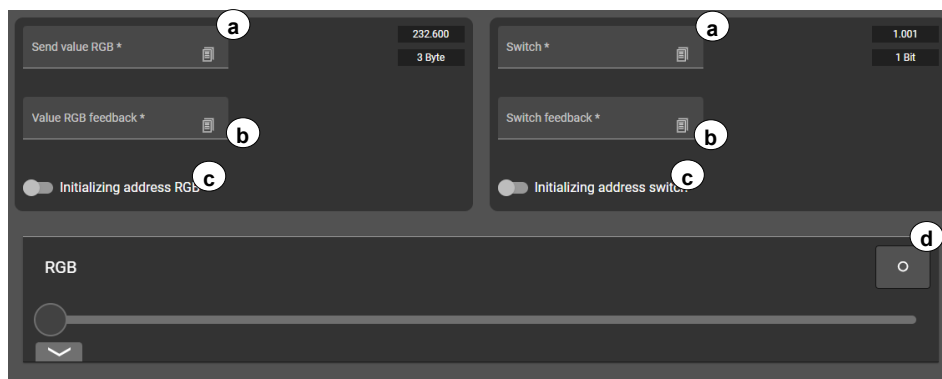 a
Send value RGB *
232.600
3 Byte
Value RGB feedback *
b
c
Initializing address RGB
a
Switch *
1.001
1 Bit
Switch feedback *
b
c
Initializing address switch
d
RGB